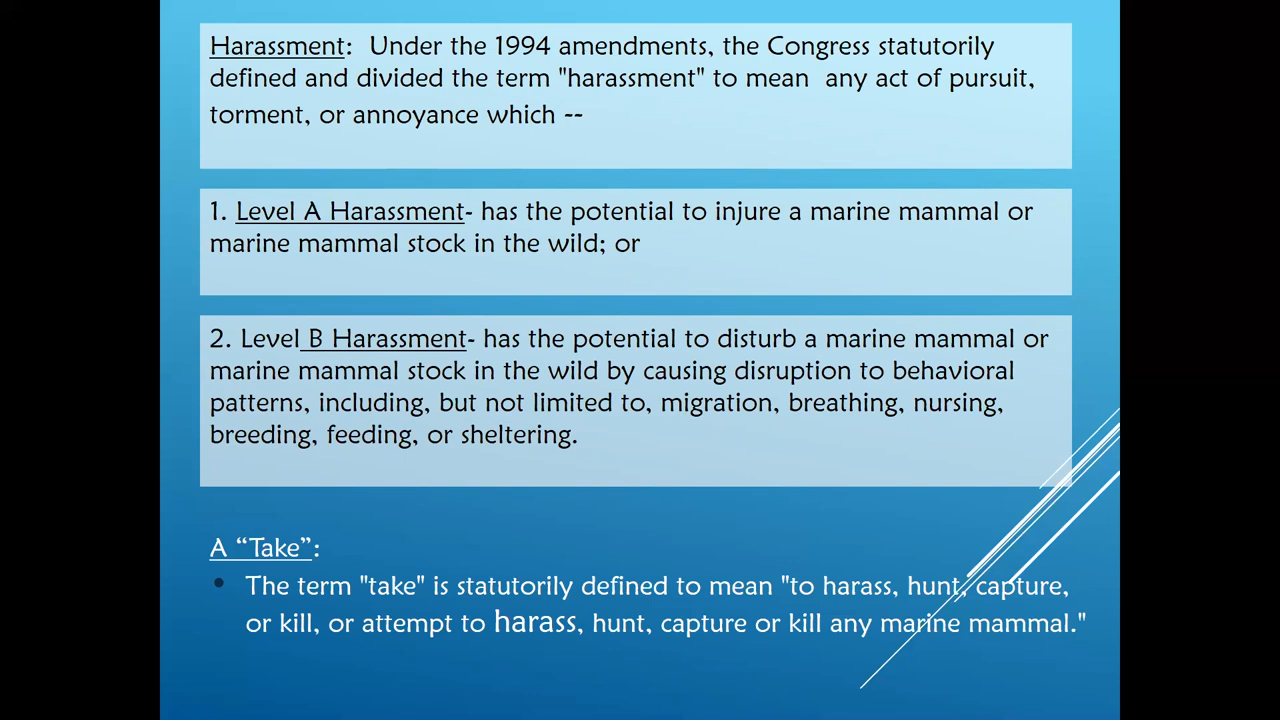 Harassment:  Under the 1994 amendments, the Congress statutorily
defined and divided the term "harassment" to mean  any act of pursuit,
torment, or annoyance which --
1. Level A Harassment- has the potential to injure a marine mammal or
marine mammal stock in the wild; or
2. Level B Harassment- has the potential to disturb a marine mammal or
marine mammal stock in the wild by causing disruption to behavioral
patterns, including, but not limited to, migration, breathing, nursing,
breeding, feeding, or sheltering.
A “Take”:
• The term "take" is statutorily defined to mean "to harass, hunt, capture,
or kill, or attempt to harass, hunt, capture or kill any marine mammal."